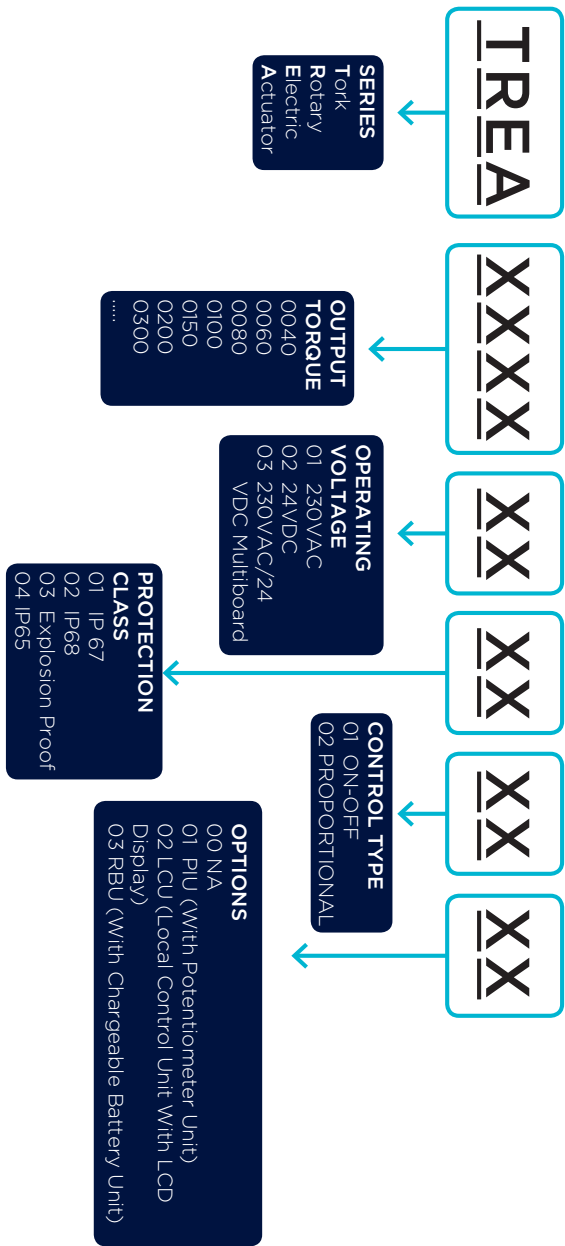 TREA
XXXX
XX
XX
XX
XX
SERIES
Tork
Rotary
Electric
Actuator
OUTPUT
TORQUE
0040
0060
0080
0100
0150
0200
0300
.....
OPERATING
VOLTAGE
01 230VAC
02 24VDC
03 230VAC/24
VDC Multiboard
PROTECTION
CLASS
01 IP 67
02 IP68
03 Explosion Proof
04 IP65
CONTROL TYPE
01 ON-OFF
02 PROPORTIONAL
OPTIONS
00 NA
01 PIU (With Potentiometer Unit)
02 LCU (Local Control Unit With LCD
Display)
03 RBU (With Chargeable Battery Unit)